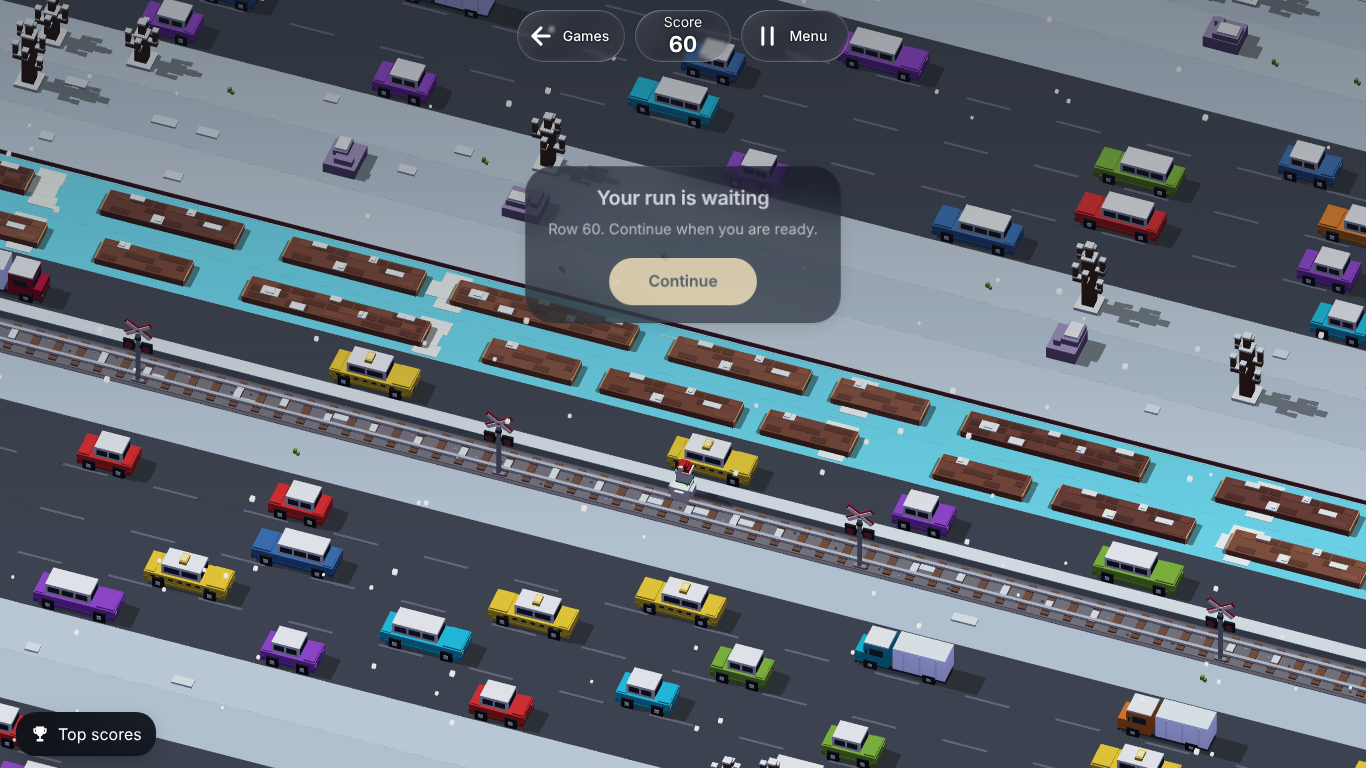 Games
Score
60
Menu
Your run is waiting
Row 60. Continue when you are ready.
Continue
Top scores